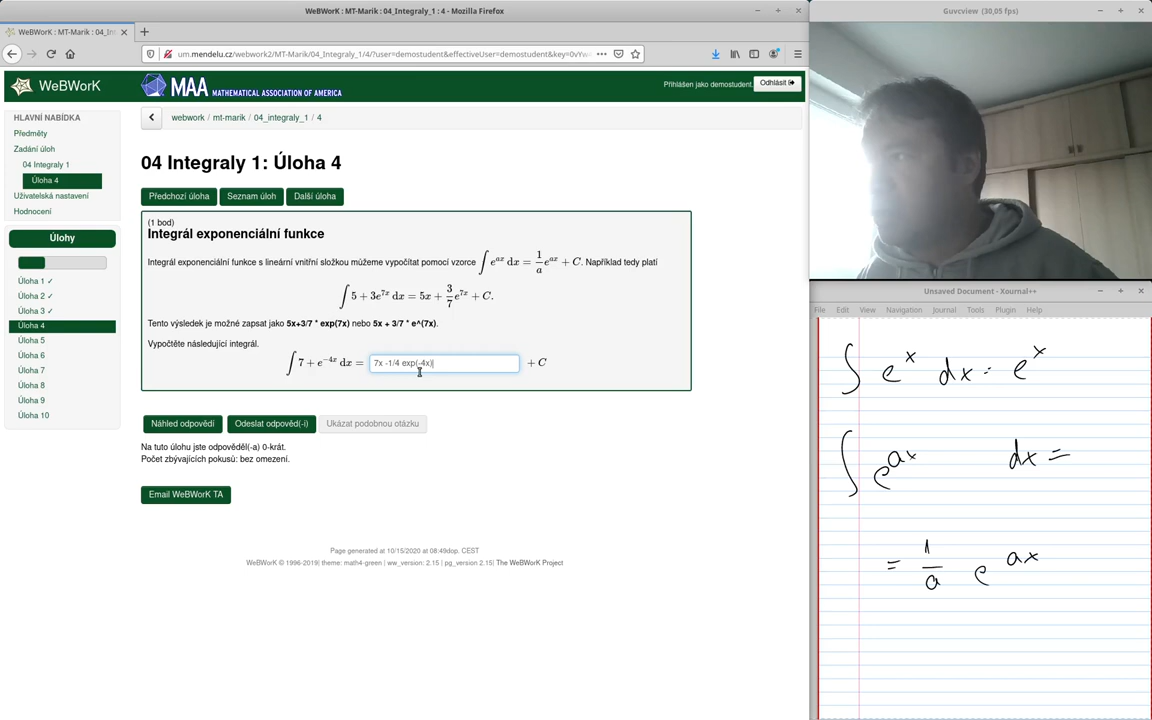 WeBWorK : MT-Marik : 04_Integraly_1 : 4 - Mozilla Firefox
WeBWorK : MT-Marik : 04_Int
um.mendelu.cz/webwork2/MT-Marik/04_Integraly_1/4/?user=demostudent&effectiveUser=demostudent&key=0vYw
WeBWorK
MAA MATHEMATICAL ASSOCIATION OF AMERICA
Přihlášen jako demostudent.
Odhlásit
HLAVNÍ NABÍDKA
Předměty
Zadání úloh
04 Integraly 1
Úloha 4
Uživatelská nastavení
Hodnocení
Úlohy
Úloha 1 ✓
Úloha 2 ✓
Úloha 3 ✓
Úloha 4
Úloha 5
Úloha 6
Úloha 7
Úloha 8
Úloha 9
Úloha 10
webwork / mt-marik / 04_integraly_1 / 4
04 Integraly 1: Úloha 4
Předchozí úloha
Seznam úloh
Další úloha
(1 bod)
Integrál exponenciální funkce
Integrál exponenciální funkce s lineární vnitřní složkou můžeme vypočítat pomocí vzorce ∫ e^{ax} dx = 1/a e^{ax} + C. Například tedy platí
∫ 5 + 3e^{7x} dx = 5x + 3/7 e^{7x} + C.
Tento výsledek je možné zapsat jako 5x+3/7 * exp(7x) nebo 5x + 3/7 * e^(7x).
Vypočtěte následující integrál.
∫ 7 + e^{−4x} dx = 7x -1/4 exp(-4x) + C
Náhled odpovědí
Odeslat odpověd(-i)
Ukázat podobnou otázku
Na tuto úlohu jste odpověděl(-a) 0-krát.
Počet zbývajících pokusů: bez omezení.
Email WeBWorK TA
Page generated at 10/15/2020 at 08:49dop. CEST
WeBWorK © 1996-2019| theme: math4-green | ww_version: 2.15 | pg_version 2.15| The WeBWorK Project
Guvcview (30,05 fps)
Unsaved Document - Xournal++
File Edit View Navigation Journal Tools Plugin Help
∫ e^x dx = e^x
∫ e^{ax} dx =
= 1/a e^{ax}